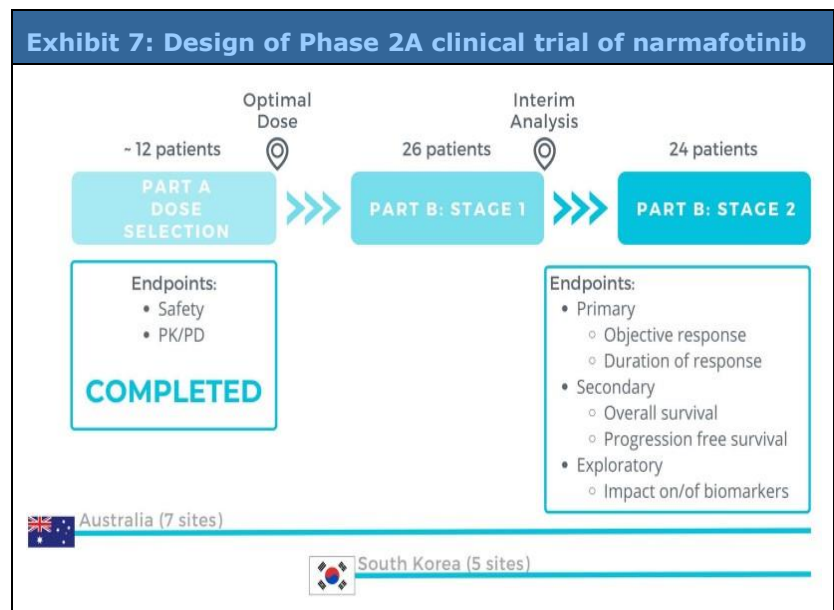 Exhibit 7: Design of Phase 2A clinical trial of narmafotinib
Optimal
Dose
Interim
Analysis
~ 12 patients
26 patients
24 patients
PART A
DOSE
SELECTION
PART B: STAGE 1
PART B: STAGE 2
Endpoints:
• Safety
• PK/PD
COMPLETED
Endpoints:
• Primary
○ Objective response
○ Duration of response
• Secondary
○ Overall survival
○ Progression free survival
• Exploratory
○ Impact on/of biomarkers
Australia (7 sites)
South Korea (5 sites)